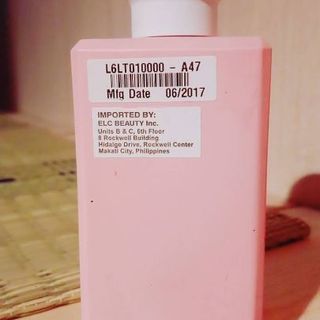 L6LT010000 - A47
Mfg Date 06/2017
IMPORTED BY:
ELC BEAUTY Inc.
Units B & C, 6th Floor
8 Rockwell Building
Hidalgo Drive, Rockwell Center
Makati City, Philippines